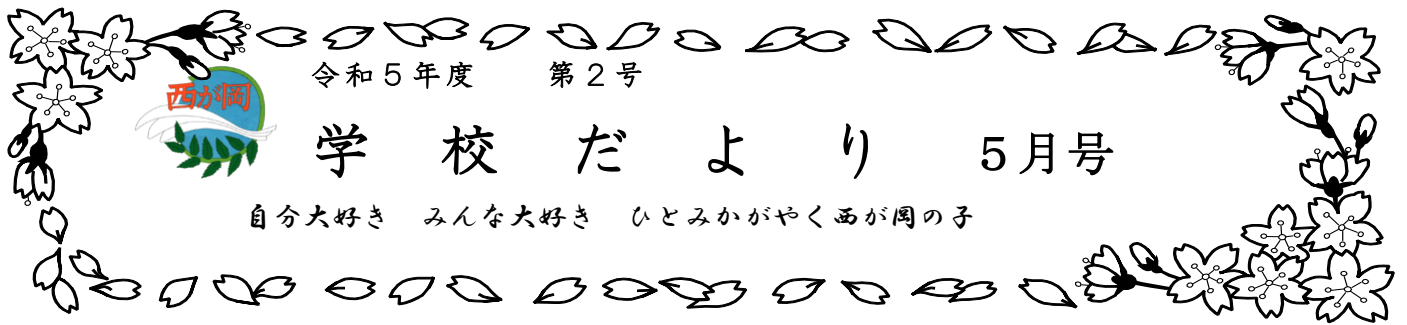 令和５年度　　第２号
西が岡
学校だより　５月号
自分大好き　みんな大好き　ひとみかがやく西が岡の子